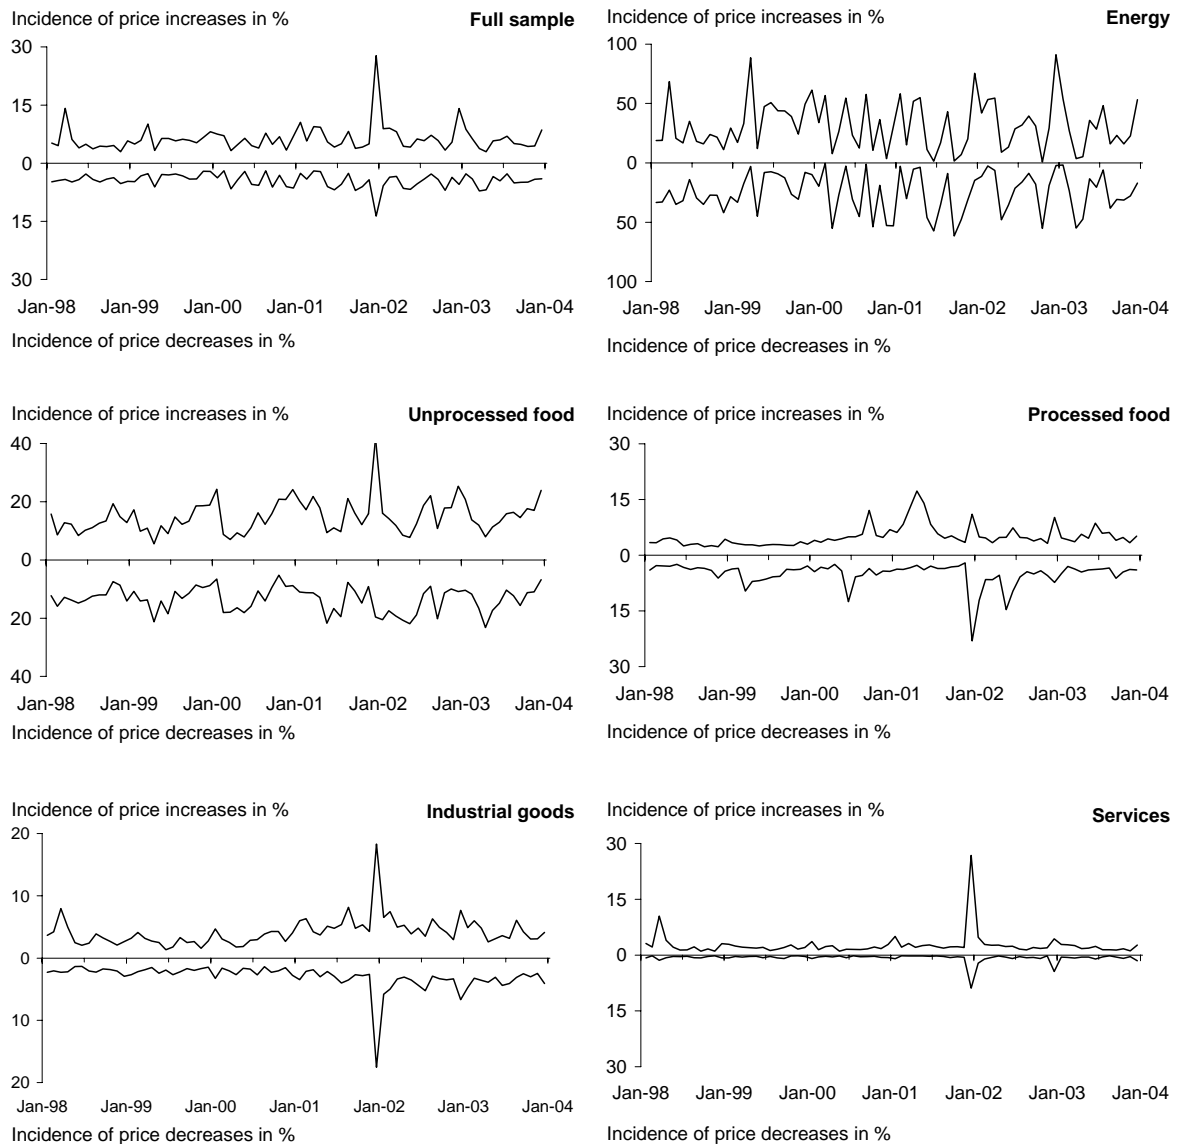 Incidence of price increases in % Full sample
30
15
0
15
30
Jan-98 Jan-99 Jan-00 Jan-01 Jan-02 Jan-03 Jan-04
Incidence of price decreases in %
Incidence of price increases in % Energy
100
50
0
50
100
Jan-98 Jan-99 Jan-00 Jan-01 Jan-02 Jan-03 Jan-04
Incidence of price decreases in %
Incidence of price increases in % Unprocessed food
40
20
0
20
40
Jan-98 Jan-99 Jan-00 Jan-01 Jan-02 Jan-03 Jan-04
Incidence of price decreases in %
Incidence of price increases in % Processed food
30
15
0
15
30
Jan-98 Jan-99 Jan-00 Jan-01 Jan-02 Jan-03 Jan-04
Incidence of price decreases in %
Incidence of price increases in % Industrial goods
20
10
0
10
20
Jan-98 Jan-99 Jan-00 Jan-01 Jan-02 Jan-03 Jan-04
Incidence of price decreases in %
Incidence of price increases in % Services
30
15
0
15
30
Jan-98 Jan-99 Jan-00 Jan-01 Jan-02 Jan-03 Jan-04
Incidence of price decreases in %